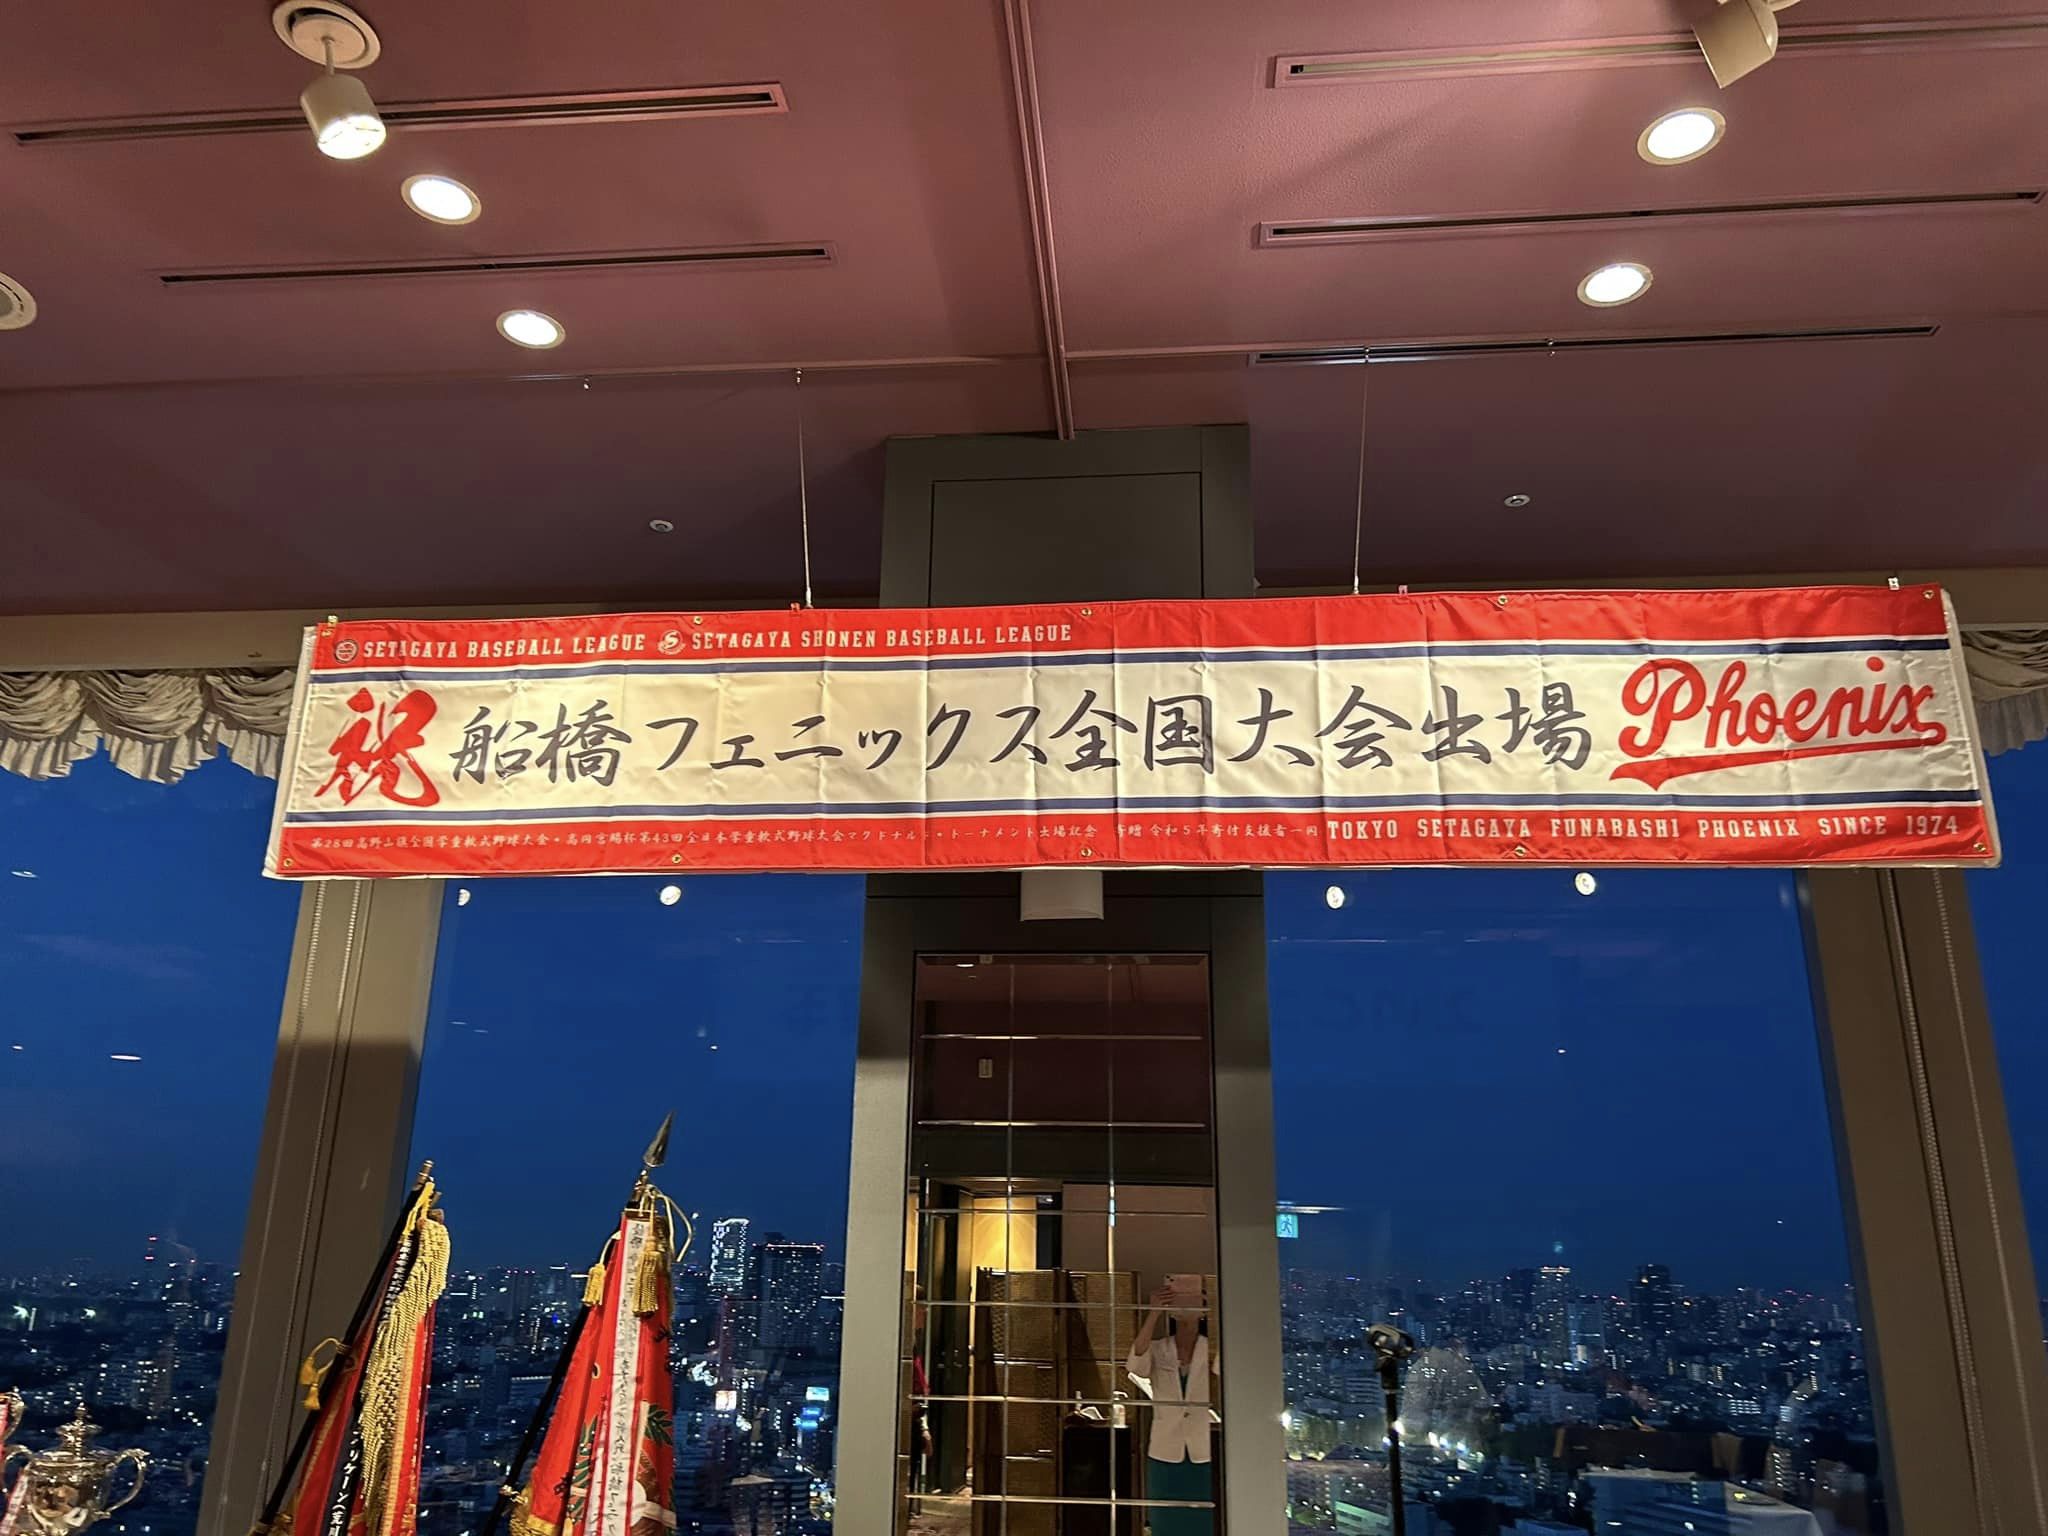 SETAGAYA BASEBALL LEAGUE SETAGAYA SHONEN BASEBALL LEAGUE
祝 船橋フェニックス全国大会出場 Phoenix
第28回高野山旗全国学童軟式野球大会・高円宮賜杯第43回全日本学童軟式野球大会マクドナルド・トーナメント出場記念 寄贈 令和5年寄付支援者一同 TOKYO SETAGAYA FUNABASHI PHOENIX SINCE 1974